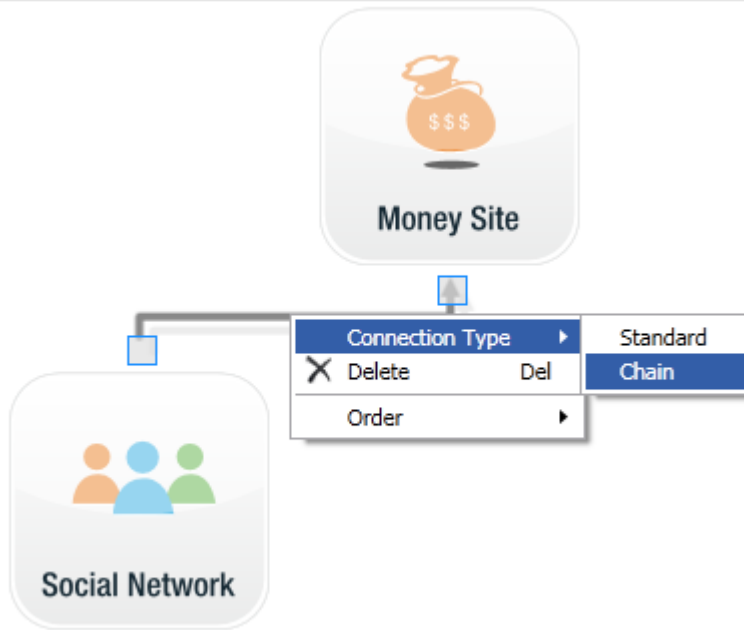 $$$
Money Site
Connection Type
Standard
Delete Del
Chain
Order
Social Network